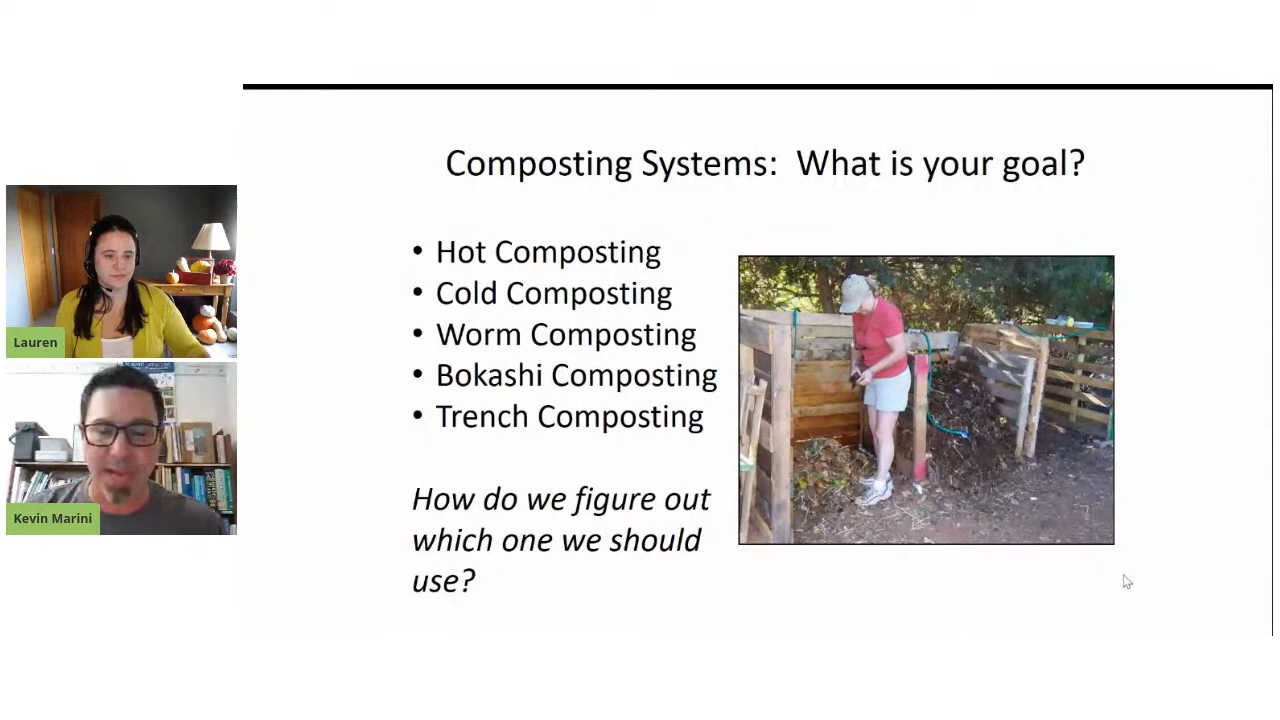 Composting Systems:  What is your goal?
• Hot Composting
• Cold Composting
• Worm Composting
• Bokashi Composting
• Trench Composting
How do we figure out
which one we should
use?
Lauren
Kevin Marini